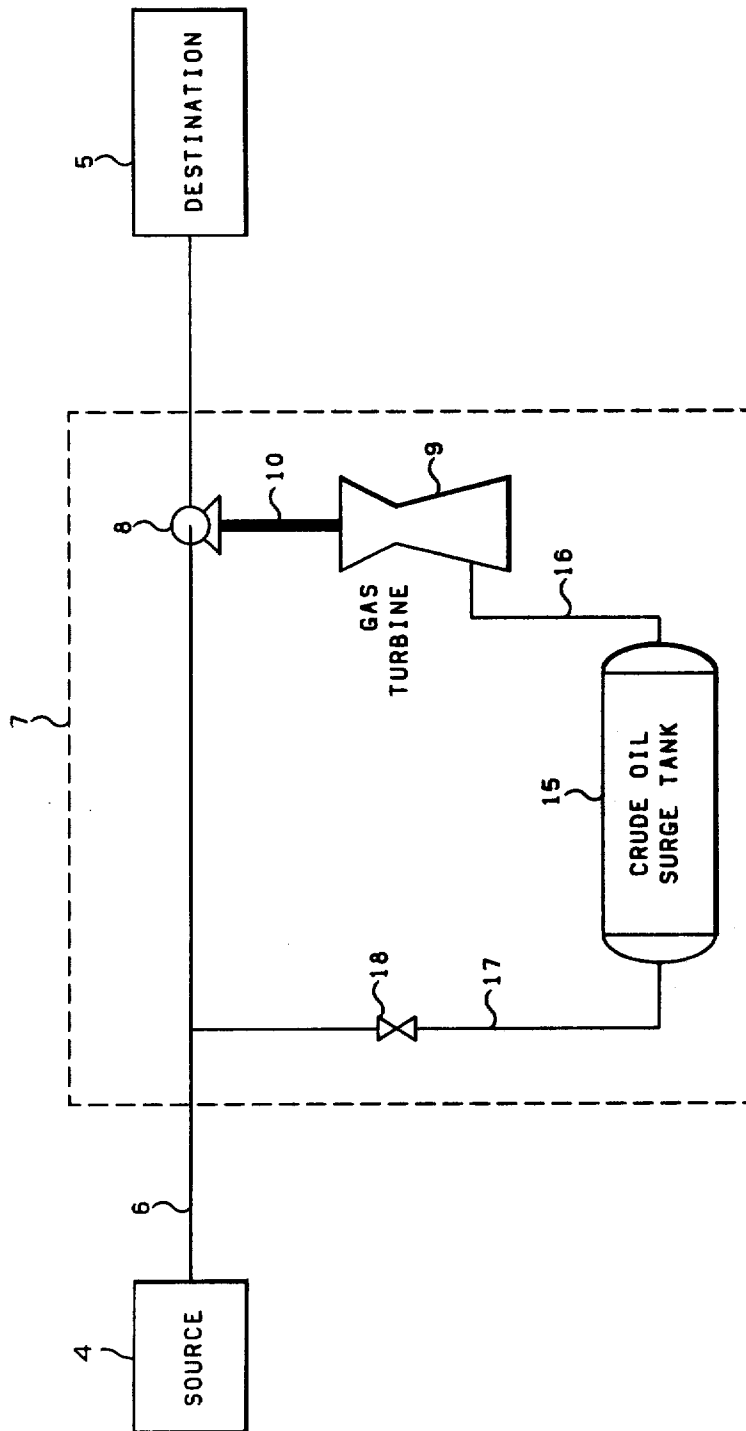 4
SOURCE
6
7
18
17
15
CRUDE OIL
SURGE TANK
16
GAS
TURBINE
9
10
8
5
DESTINATION